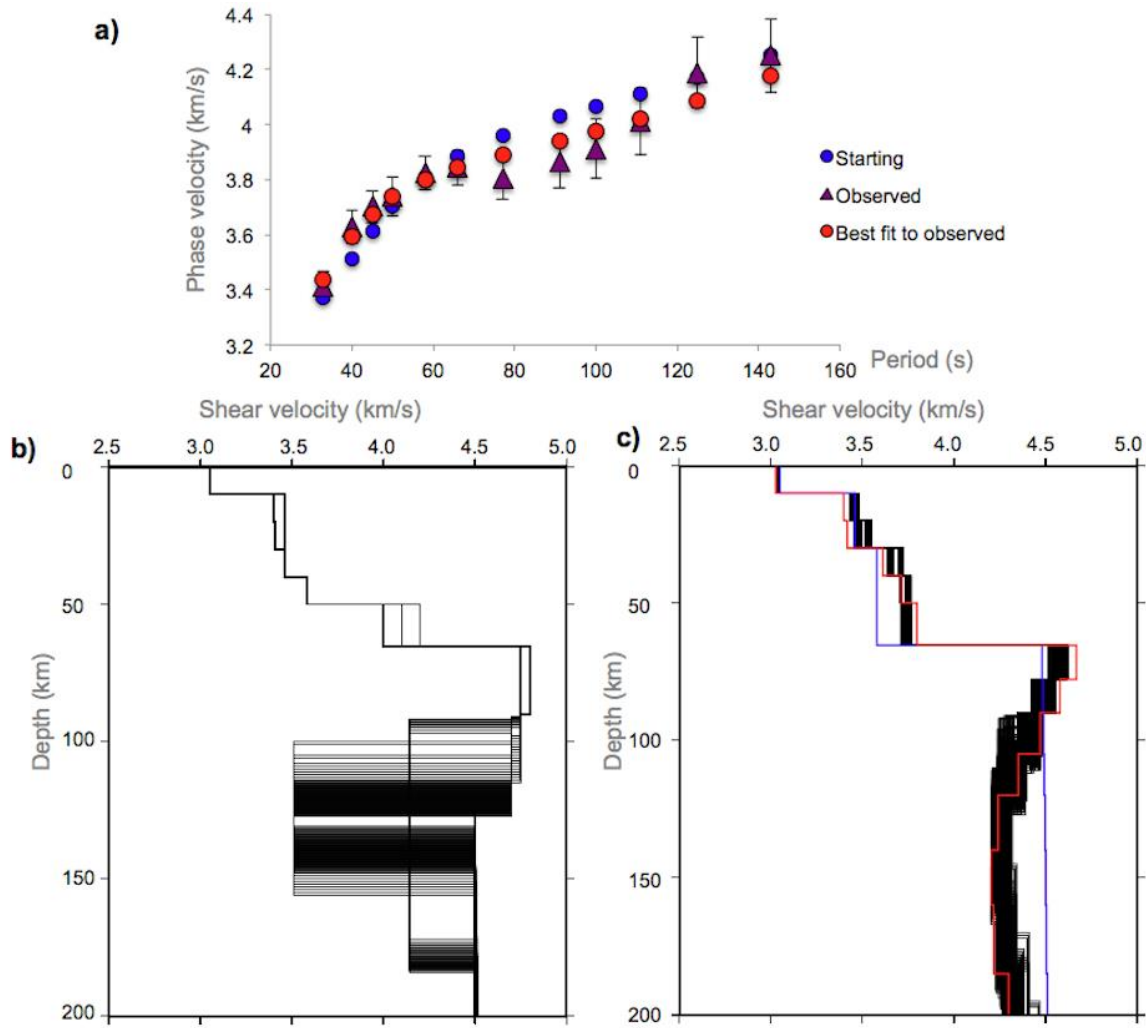 a)
Phase velocity (km/s)
4.4
4.2
4
3.8
3.6
3.4
3.2
20 40 60 80 100 120 140 160
Period (s)
Starting
Observed
Best fit to observed
b)
Shear velocity (km/s)
2.5 3.0 3.5 4.0 4.5 5.0
Depth (km)
0
50
100
150
200
c)
Shear velocity (km/s)
2.5 3.0 3.5 4.0 4.5 5.0
Depth (km)
0
50
100
150
200